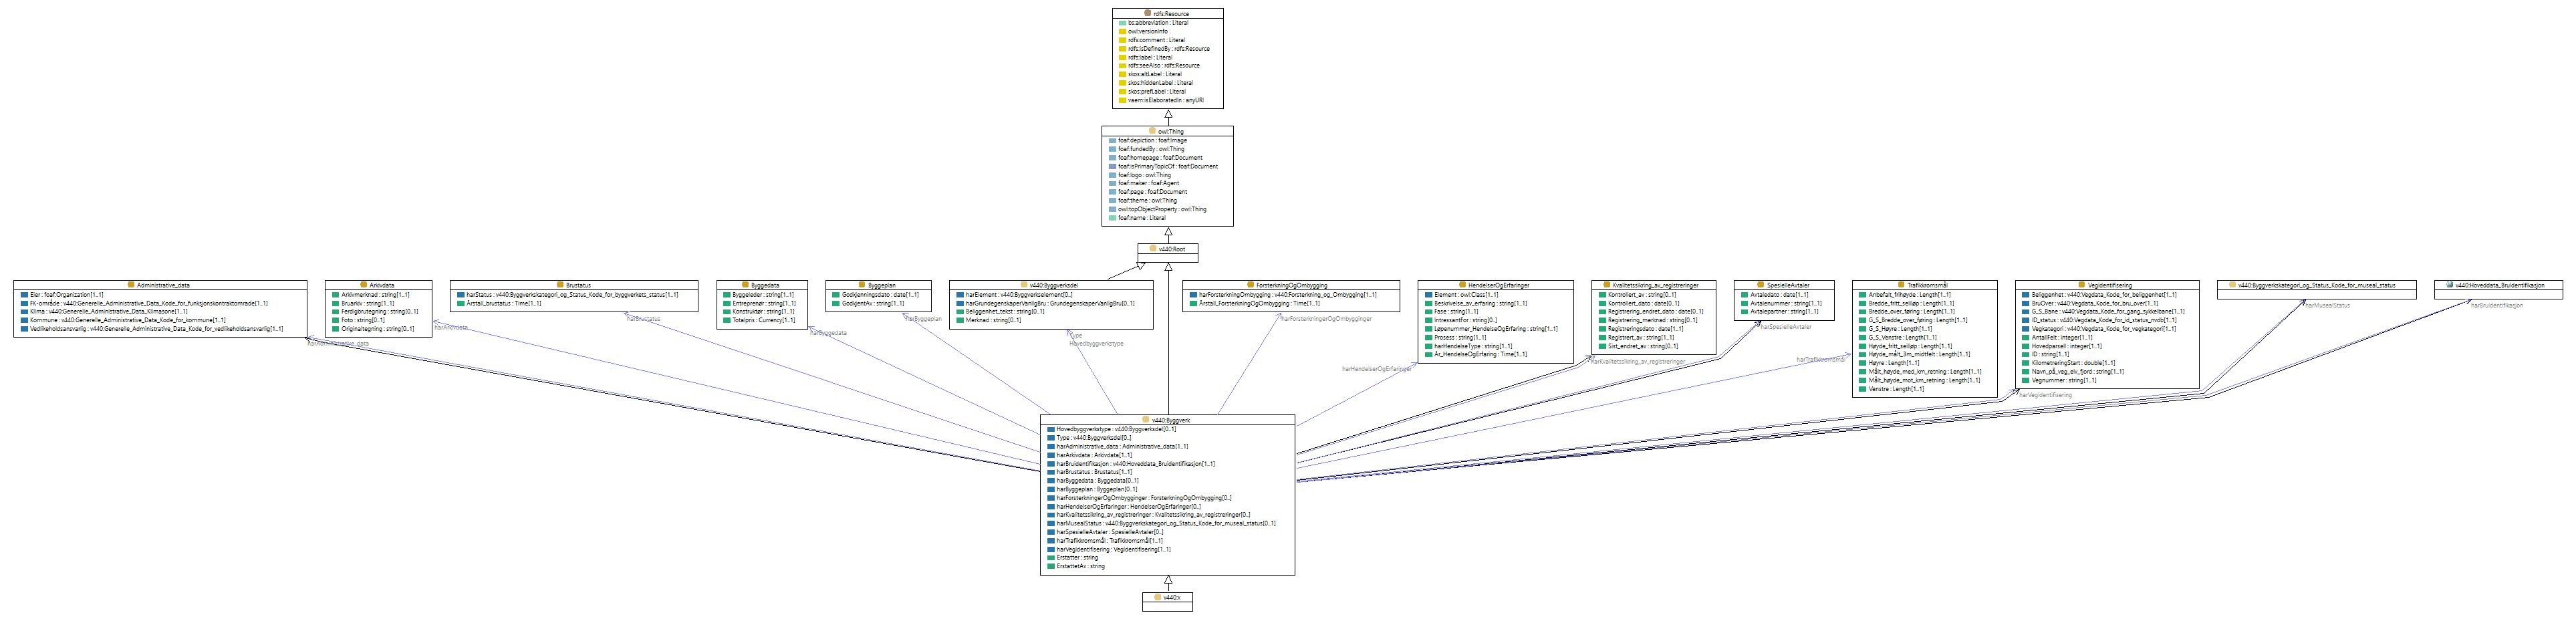 rdfs:Resource
bs:abbreviation : Literal
owl:versionInfo
rdfs:comment : Literal
rdfs:isDefinedBy : rdfs:Resource
rdfs:label : Literal
rdfs:seeAlso : rdfs:Resource
skos:altLabel : Literal
skos:hiddenLabel : Literal
skos:prefLabel : Literal
vaem:isElaboratedIn : anyURI
owl:Thing
foaf:depiction : foaf:Image
foaf:fundedBy : owl:Thing
foaf:homepage : foaf:Document
foaf:isPrimaryTopicOf : foaf:Document
foaf:logo : owl:Thing
foaf:maker : foaf:Agent
foaf:page : foaf:Document
foaf:theme : owl:Thing
owl:topObjectProperty : owl:Thing
foaf:name : Literal
v440:Root
Administrative_data
Eier : foaf:Organization[1..1]
FK-område : v440:Generelle_Administrative_Data_Kode_for_funksjonskontraktområde[1..1]
Klima : v440:Generelle_Administrative_Data_Klimasone[1..1]
Kommune : v440:Generelle_Administrative_Data_Kode_for_kommune[1..1]
Vedlikeholdsansvarlig : v440:Generelle_Administrative_Data_Kode_for_vedlikeholdsansvarlig[1..1]
Arkivdata
Arkivmerknad : string[1..1]
Bruarkiv : string[1..1]
Ferdigbrutegning : string[0..1]
Foto : string[0..1]
Originaltegning : string[0..1]
Brustatus
harStatus : v440:Byggverkskategori_og_Status_Kode_for_byggverkets_status[1..1]
Årstall_brustatus : Time[1..1]
Byggedata
Byggeleder : string[1..1]
Entreprenør : string[1..1]
Konstruktør : string[1..1]
Totalpris : Currency[1..1]
Byggeplan
Godkjenningsdato : date[1..1]
GodkjentAv : string[1..1]
v440:Byggverksdel
harElement : v440:Byggverkselement[0..]
harGrundegenskaperVanligBru : GrundegenskaperVanligBru[0..1]
Beliggenhet_tekst : string[0..1]
Merknad : string[0..1]
ForsterkningOgOmbygging
harForsterkningOmbygging : v440:Forsterkning_og_Ombygging[1..1]
Årstall_ForsterkningOgOmbygging : Time[1..1]
HendelserOgErfaringer
Element : owl:Class[1..1]
Beskrivelse_av_erfaring : string[1..1]
Fase : string[0..1]
Intressantfor : string[0..]
Løpenummer_HendelseOgErfaring : string[1..1]
Prosess : string[1..1]
harHendelseType : string[0..1]
År_HendelseOgErfaring : Time[1..1]
Kvalitetssikring_av_registreringer
Kontrollert_av : string[0..1]
Kontrollert_dato : date[0..1]
Registrering_endret_dato : date[0..1]
Registrering_merknad : string[0..1]
Registreringsdato : date[1..1]
Registrert_av : string[1..1]
Sist_endret_av : string[0..1]
SpesielleAvtaler
Avtaledato : date[1..1]
Avtalenummer : string[1..1]
Avtalepartner : string[1..1]
Trafikkromsmål
Anbefalt_frihøyde : Length[1..1]
Bredde_fritt_seilløp : Length[1..1]
Bredde_over_føring : Length[1..1]
G_S_Bredde_over_føring : Length[1..1]
G_S_Høyre : Length[1..1]
G_S_Venstre : Length[1..1]
Høyde_fritt_seilløp : Length[1..1]
Høyde_målt_3m_midtfelt : Length[1..1]
Høyre : Length[1..1]
Målt_høyde_med_km_retning : Length[1..1]
Målt_høyde_mot_km_retning : Length[1..1]
Venstre : Length[1..1]
Vegidentifisering
Beliggenhet : v440:Vegdata_Kode_for_beliggenhet[1..1]
BruOver : v440:Vegdata_Kode_for_bru_over[1..1]
G_S_Bane : v440:Vegdata_Kode_for_gang_sykkelbane[1..1]
ID_status : v440:Vegdata_Kode_for_id_status_nvdb[1..1]
Vegkategori : v440:Vegdata_Kode_for_vegkategori[1..1]
AntallFelt : integer[1..1]
Hovedparsell : integer[1..1]
ID : string[1..1]
KilometreringStart : double[1..1]
Navn_på_veg_elv_fjord : string[1..1]
Vegnummer : string[1..1]
v440:Byggverkskategori_og_Status_Kode_for_museal_status
v440:Hoveddata_Bruidentifikasjon
harAdministrative_data
harArkivdata
harBrustatus
harByggedata
harByggeplan
Type
Hovedbyggverkstype
harForsterkningerOgOmbygginger
harHendelserOgErfaringer
harKvalitetssikring_av_registreringer
harSpesielleAvtaler
harTrafikkromsmål
harVegidentifisering
harMusealStatus
harBruidentifikasjon
v440:Byggverk
Hovedbyggverkstype : v440:Byggverksdel[0..1]
Type : v440:Byggverksdel[0..]
harAdministrative_data : Administrative_data[1..1]
harArkivdata : Arkivdata[1..1]
harBruidentifikasjon : v440:Hoveddata_Bruidentifikasjon[1..1]
harBrustatus : Brustatus[1..1]
harByggedata : Byggedata[0..1]
harByggeplan : Byggeplan[0..1]
harForsterkningerOgOmbygginger : ForsterkningOgOmbygging[0..]
harHendelserOgErfaringer : HendelserOgErfaringer[0..]
harKvalitetssikring_av_registreringer : Kvalitetssikring_av_registreringer[0..]
harMusealStatus : v440:Byggverkskategori_og_Status_Kode_for_museal_status[0..1]
harSpesielleAvtaler : SpesielleAvtaler[0..]
harTrafikkromsmål : Trafikkromsmål[1..1]
harVegidentifisering : Vegidentifisering[1..1]
Erstatter : string
ErstattetAv : string
v440:x